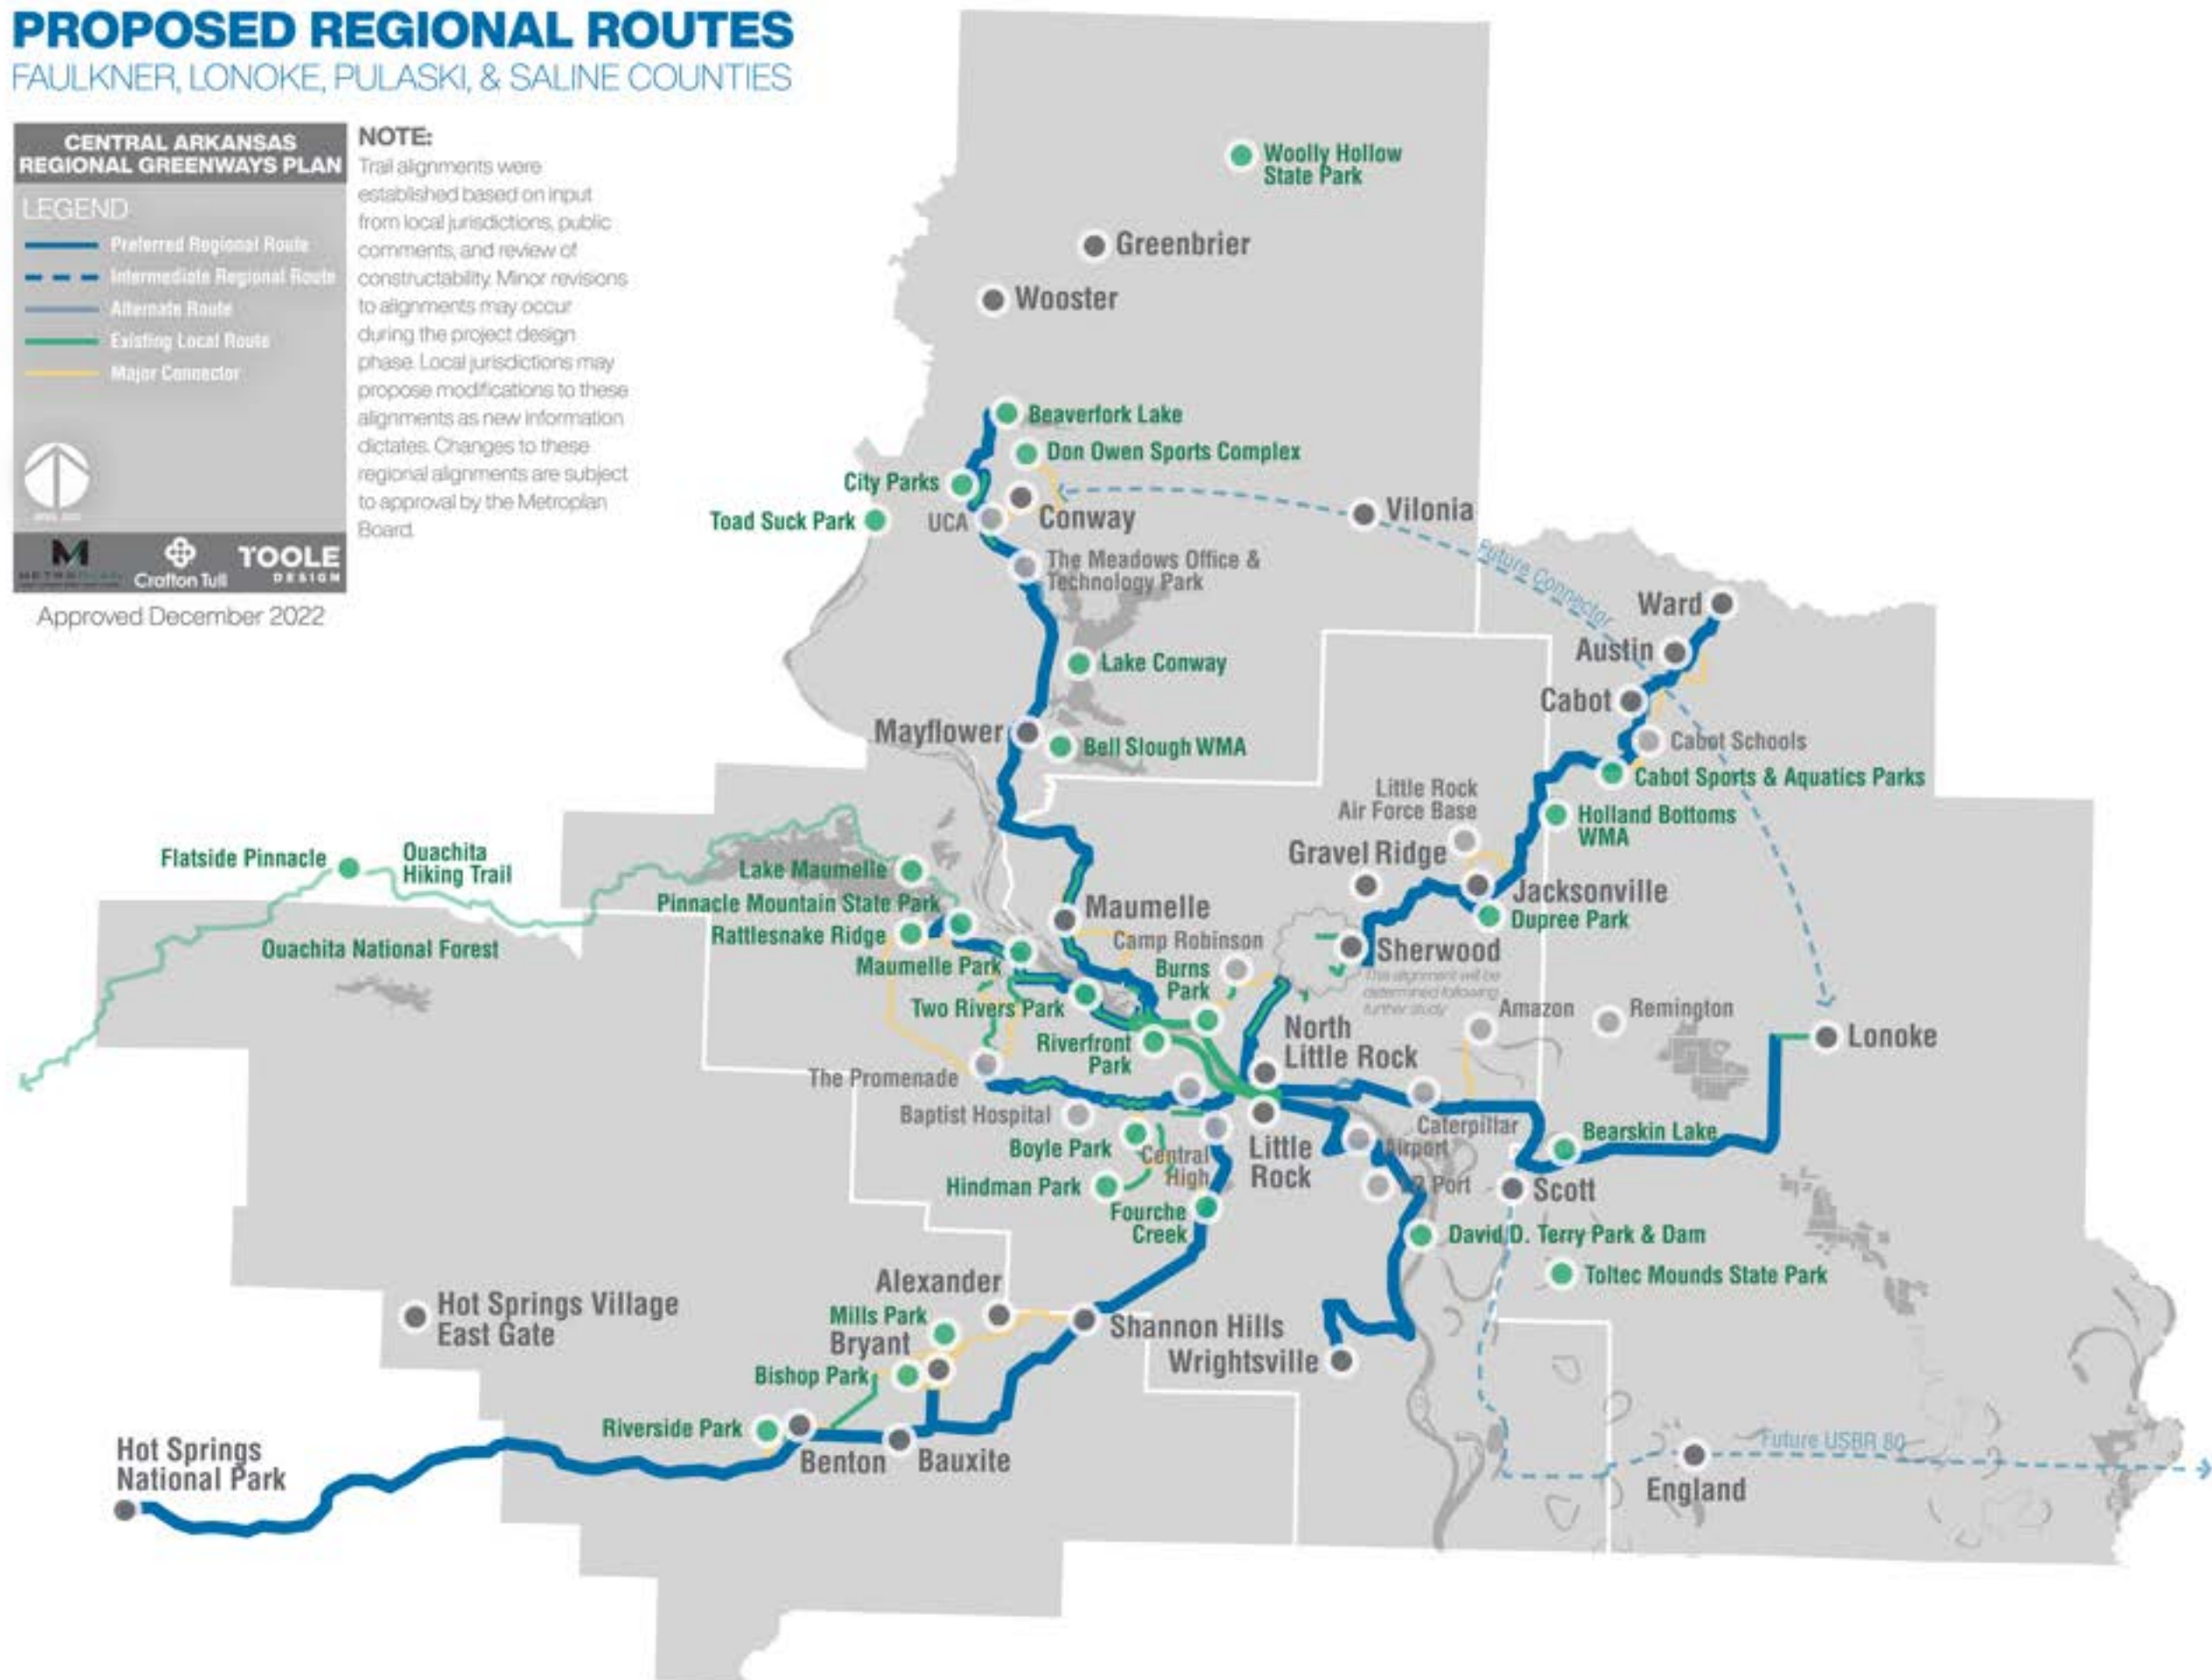 PROPOSED REGIONAL ROUTES
FAULKNER, LONOKE, PULASKI, & SALINE COUNTIES
CENTRAL ARKANSAS
REGIONAL GREENWAYS PLAN
LEGEND
Preferred Regional Route
Intermediate Regional Route
Alternate Route
Existing Local Route
Major Connector
METROPLAN
Crafton Tull
TOOLE
DESIGN
Approved December 2022
NOTE:
Trail alignments were
established based on input
from local jurisdictions, public
comments, and review of
constructability. Minor revisions
to alignments may occur
during the project design
phase. Local jurisdictions may
propose modifications to these
alignments as new information
dictates. Changes to these
regional alignments are subject
to approval by the Metroplan
Board.
Woolly Hollow
State Park
Greenbrier
Wooster
Beaverfork Lake
Don Owen Sports Complex
City Parks
Toad Suck Park
UCA
Conway
Vilonia
The Meadows Office &
Technology Park
Future Connector
Ward
Austin
Lake Conway
Cabot
Mayflower
Bell Slough WMA
Cabot Schools
Cabot Sports & Aquatics Parks
Little Rock
Air Force Base
Holland Bottoms
WMA
Gravel Ridge
Flatside Pinnacle
Ouachita
Hiking Trail
Lake Maumelle
Jacksonville
Pinnacle Mountain State Park
Maumelle
Dupree Park
Rattlesnake Ridge
Camp Robinson
Sherwood
Ouachita National Forest
Maumelle Park
Burns
Park
This alignment will be
determined following
further study
Two Rivers Park
Amazon
Remington
North
Little Rock
Riverfront
Park
Lonoke
The Promenade
Baptist Hospital
Caterpillar
Bearskin Lake
Boyle Park
Central
High
Little
Rock
Airport
Hindman Park
LR Port
Scott
Fourche
Creek
David D. Terry Park & Dam
Toltec Mounds State Park
Alexander
Hot Springs Village
East Gate
Mills Park
Bryant
Shannon Hills
Wrightsville
Bishop Park
Riverside Park
Benton
Bauxite
Hot Springs
National Park
Future USBR 80
England